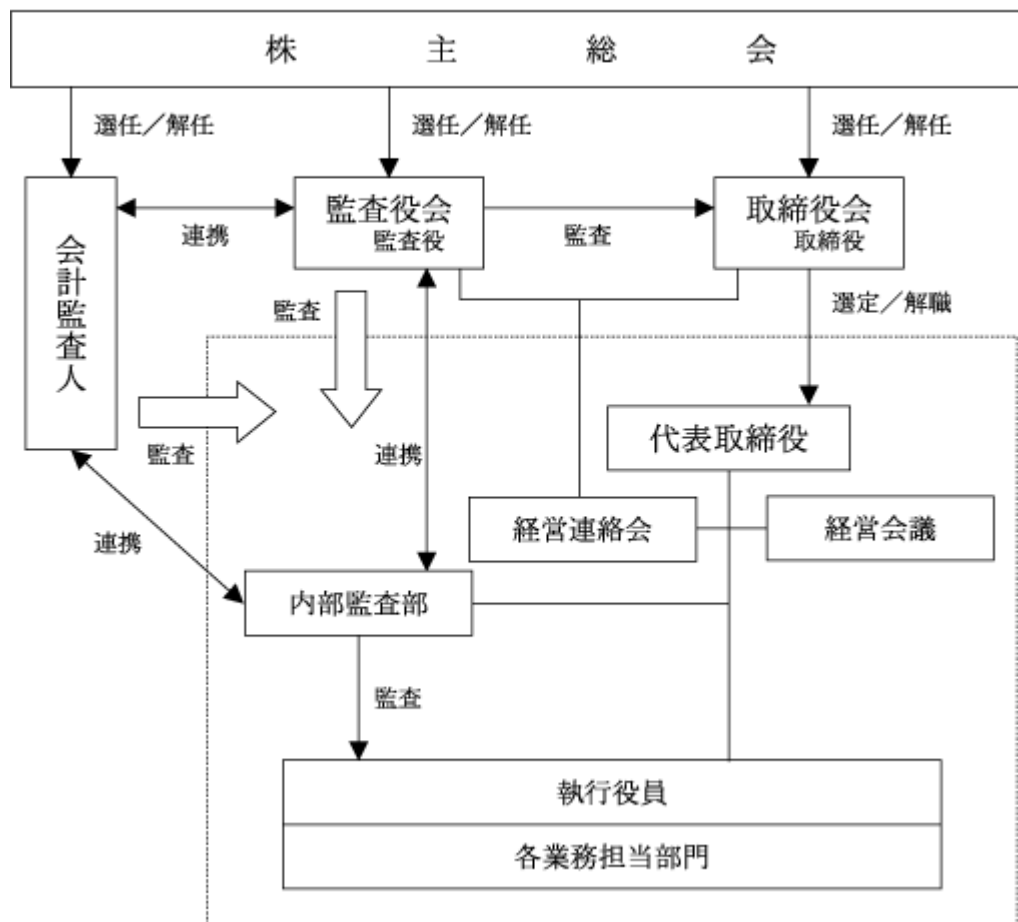 株主総会
選任／解任
選任／解任
選任／解任
会計監査人
連携
監査役会
監査役
監査
取締役会
取締役
監査
選定／解職
監査
連携
代表取締役
経営連絡会
経営会議
連携
内部監査部
監査
執行役員
各業務担当部門